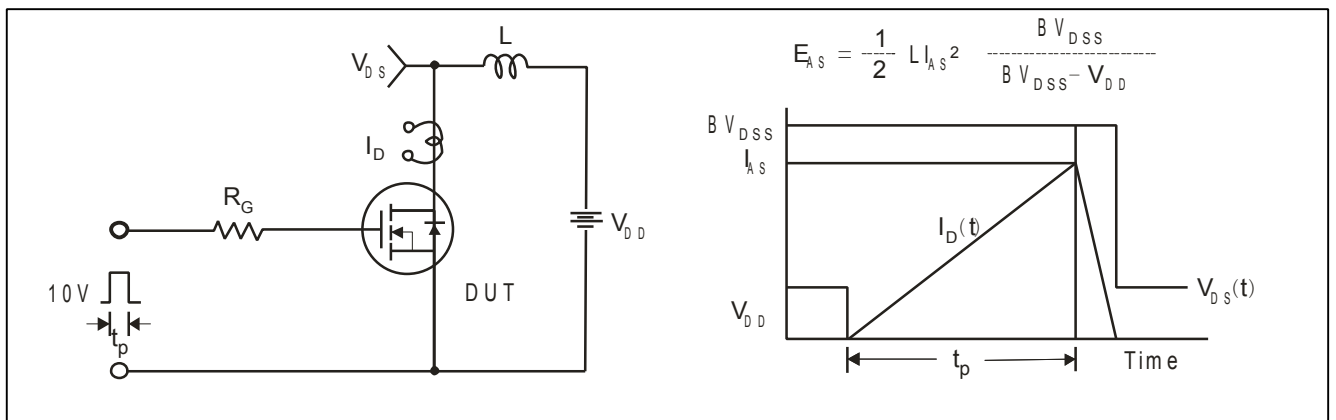 L
V_DS
I_D
R_G
V_DD
10V
DUT
t_p
E_AS = 1/2 LI_AS² BV_DSS / BV_DSS − V_DD
BV_DSS
I_AS
I_D(t)
V_DD
V_DS(t)
t_p
Time